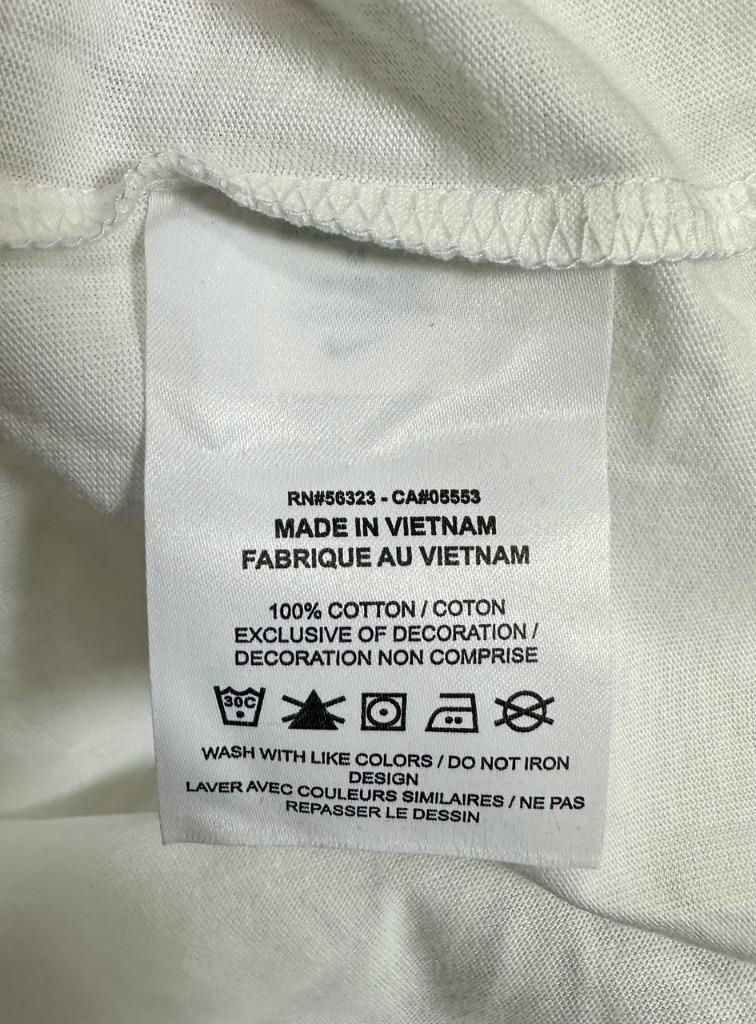 RN#56323 - CA#05553
MADE IN VIETNAM
FABRIQUE AU VIETNAM
100% COTTON / COTON
EXCLUSIVE OF DECORATION /
DECORATION NON COMPRISE
30C
WASH WITH LIKE COLORS / DO NOT IRON
DESIGN
LAVER AVEC COULEURS SIMILAIRES / NE PAS
REPASSER LE DESSIN